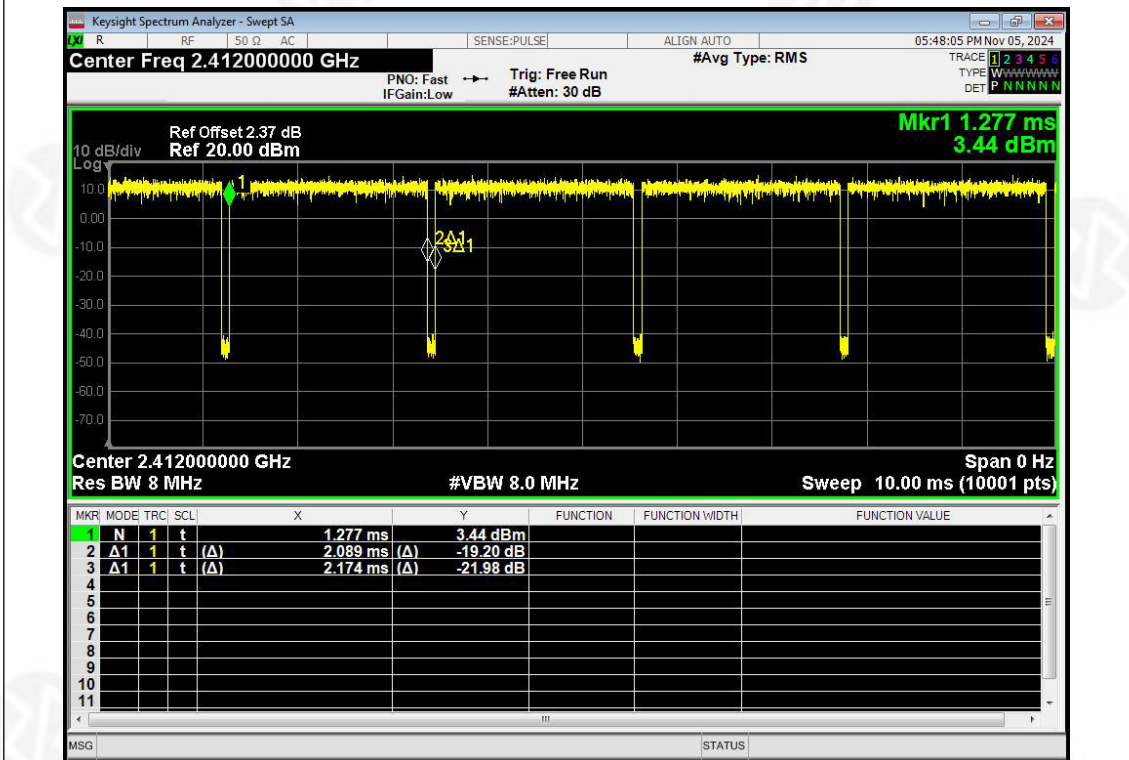 Keysight Spectrum Analyzer - Swept SA
LXI R RF 50 Ω AC SENSE:PULSE ALIGN AUTO 05:48:05 PM Nov 05, 2024
Center Freq 2.412000000 GHz #Avg Type: RMS TRACE 1 2 3 4 5 6
PNO: Fast Trig: Free Run TYPE WWWWWW
IFGain:Low #Atten: 30 dB DET P N N N N N
Mkr1 1.277 ms
Ref Offset 2.37 dB
10 dB/div Ref 20.00 dBm 3.44 dBm
Log
10.0
1
0.00
-10.0
2Δ1
3Δ1
-20.0
-30.0
-40.0
-50.0
-60.0
-70.0
Center 2.412000000 GHz Span 0 Hz
Res BW 8 MHz #VBW 8.0 MHz Sweep 10.00 ms (10001 pts)
MKR MODE TRC SCL X Y FUNCTION FUNCTION WIDTH FUNCTION VALUE
1 N 1 t 1.277 ms 3.44 dBm
2 Δ1 1 t (Δ) 2.089 ms (Δ) -19.20 dB
3 Δ1 1 t (Δ) 2.174 ms (Δ) -21.98 dB
4
5
6
7
8
9
10
11
MSG STATUS